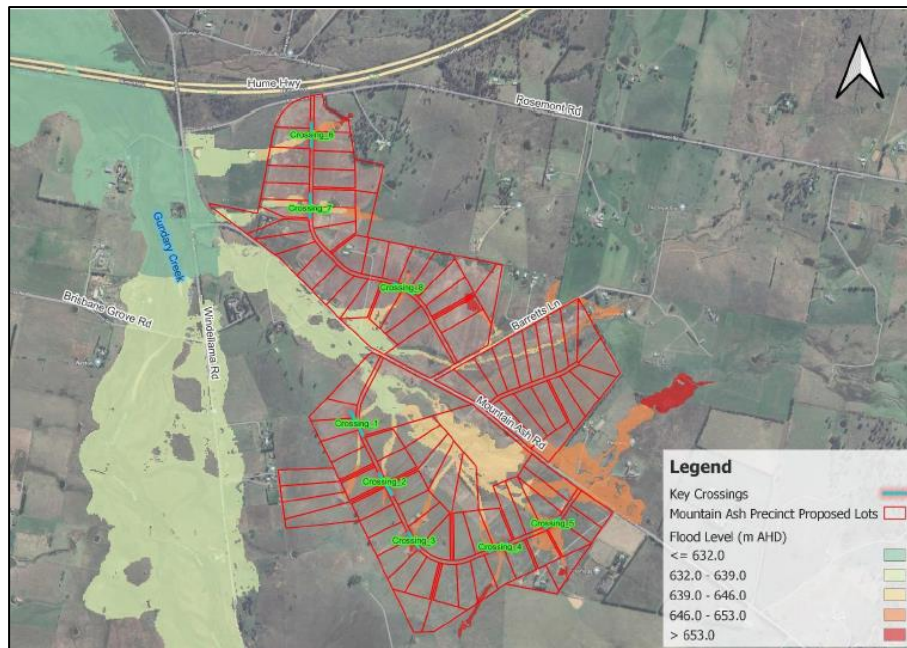 Hume Hwy
Rosemont Rd
Crossing_6
Crossing_7
Gundary Creek
Crossing_8
Brisbane Grove Rd
Windellama Rd
Barretts Ln
Mountain Ash Rd
Crossing_1
Crossing_2
Crossing_5
Crossing_3
Crossing_4
Legend
Key Crossings
Mountain Ash Precinct Proposed Lots
Flood Level (m AHD)
<= 632.0
632.0 - 639.0
639.0 - 646.0
646.0 - 653.0
> 653.0